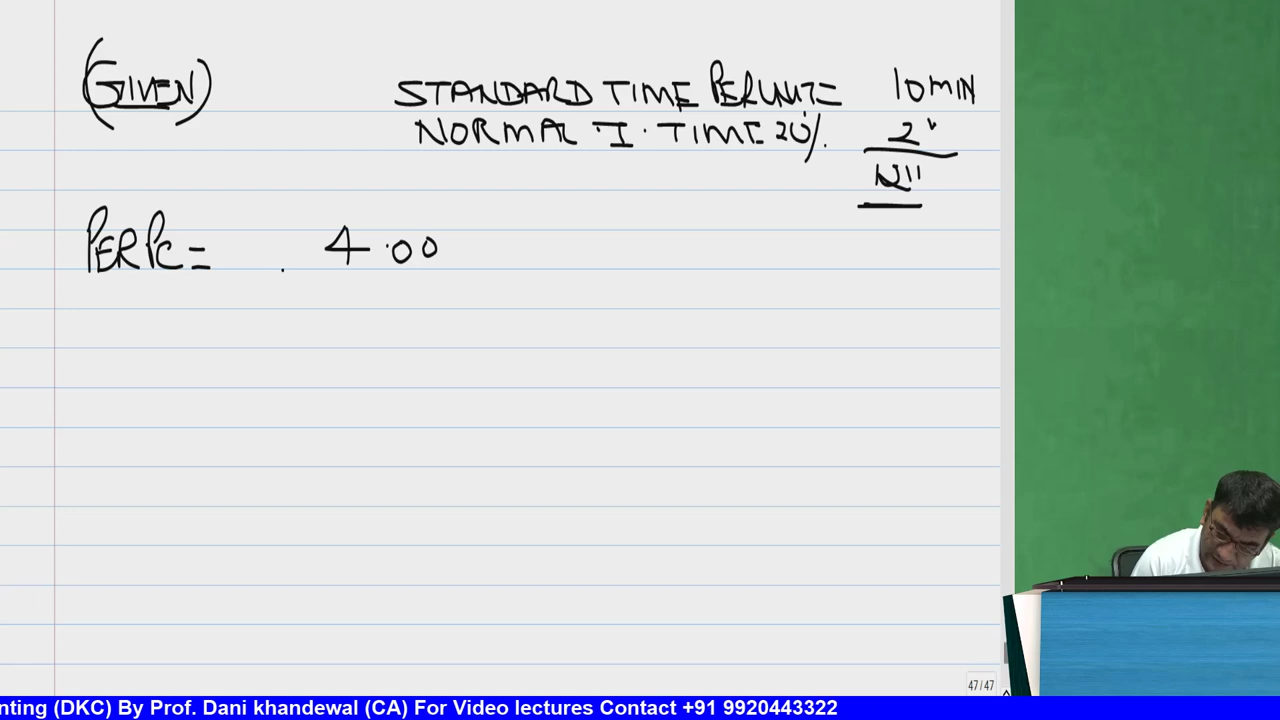 (GIVEN)
STANDARD TIME PER UNIT= 10 MIN
NORMAL I. TIME 20%. 2"
12"
PER PC = 4.00
47/47
nting (DKC) By Prof. Dani khandewal (CA) For Video lectures Contact +91 9920443322